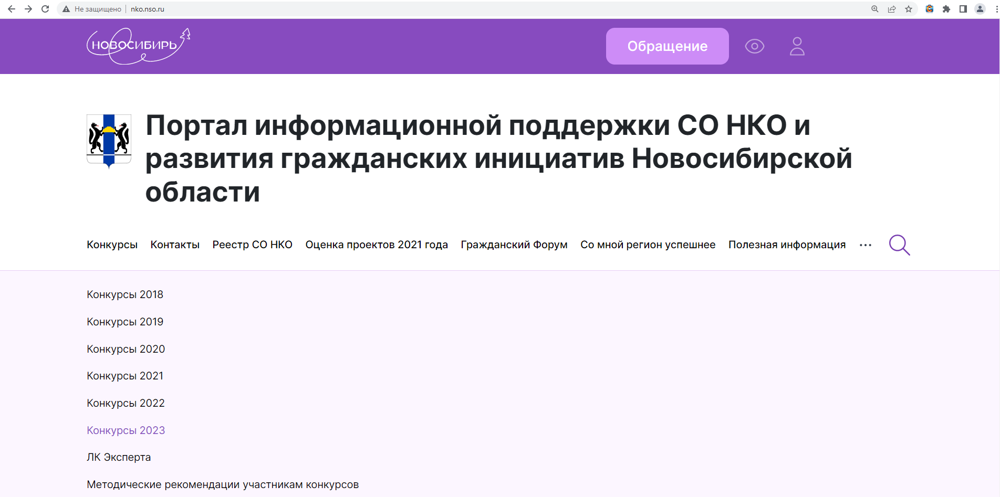 Не защищено nko.nso.ru
НОВОСИБИРЬ
Обращение
Портал информационной поддержки СО НКО и
развития гражданских инициатив Новосибирской
области
Конкурсы Контакты Реестр СО НКО Оценка проектов 2021 года Гражданский Форум Со мной регион успешнее Полезная информация ...
Конкурсы 2018
Конкурсы 2019
Конкурсы 2020
Конкурсы 2021
Конкурсы 2022
Конкурсы 2023
ЛК Эксперта
Методические рекомендации участникам конкурсов